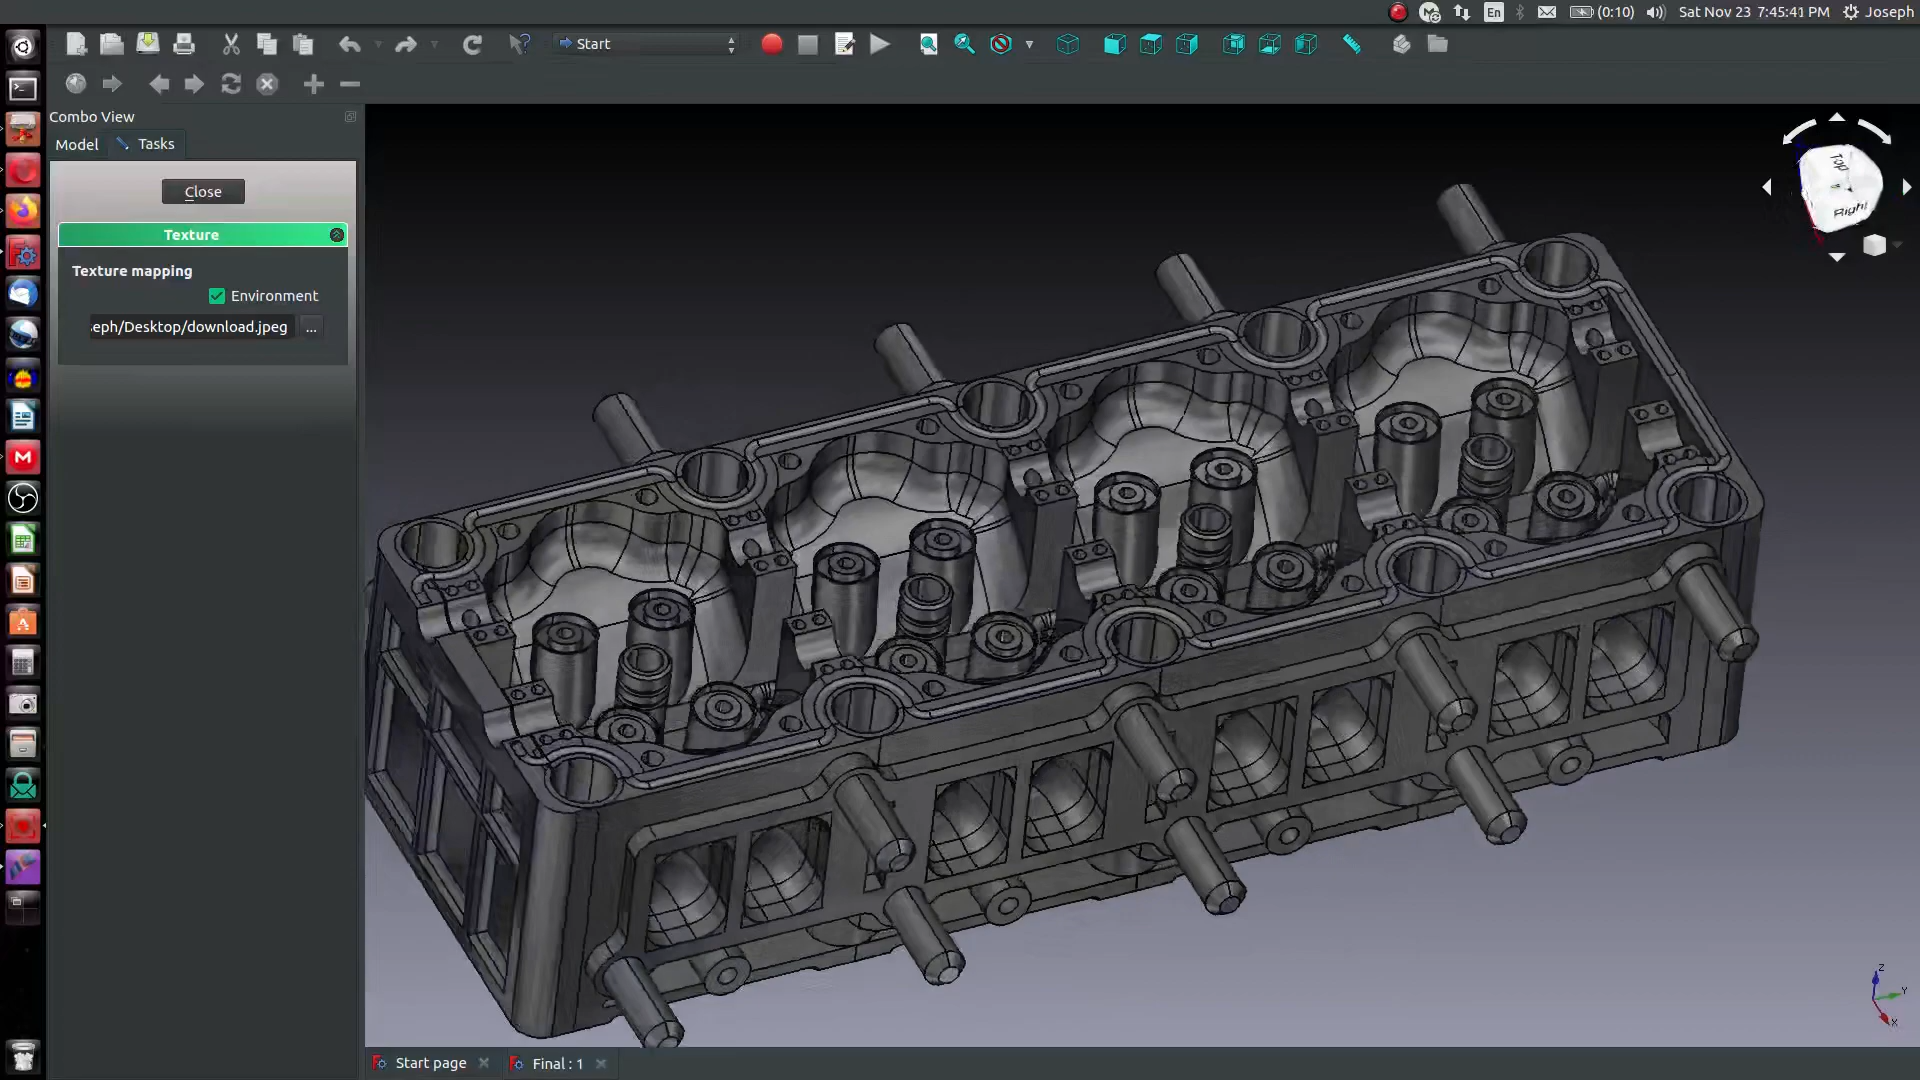 En
(0:10)
Sat Nov 23 7:45:41 PM
Joseph
Start
Combo View
Model
Tasks
Close
Texture
Texture mapping
Environment
eph/Desktop/download.jpeg
...
Top
Right
Z
Y
X
Start page
Final : 1